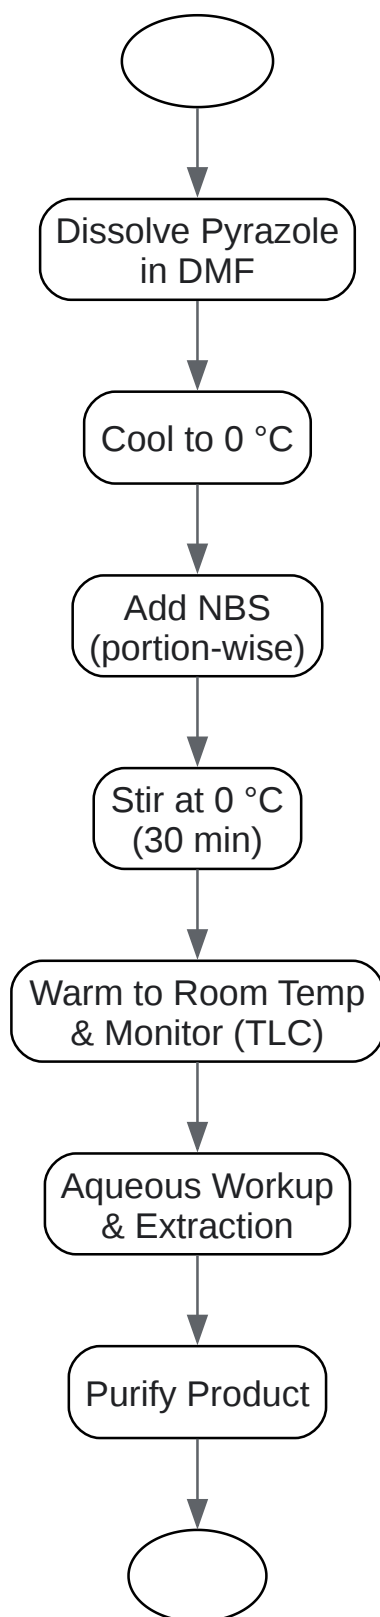 Dissolve Pyrazole
in DMF
Cool to 0 °C
Add NBS
(portion-wise)
Stir at 0 °C
(30 min)
Warm to Room Temp
& Monitor (TLC)
Aqueous Workup
& Extraction
Purify Product